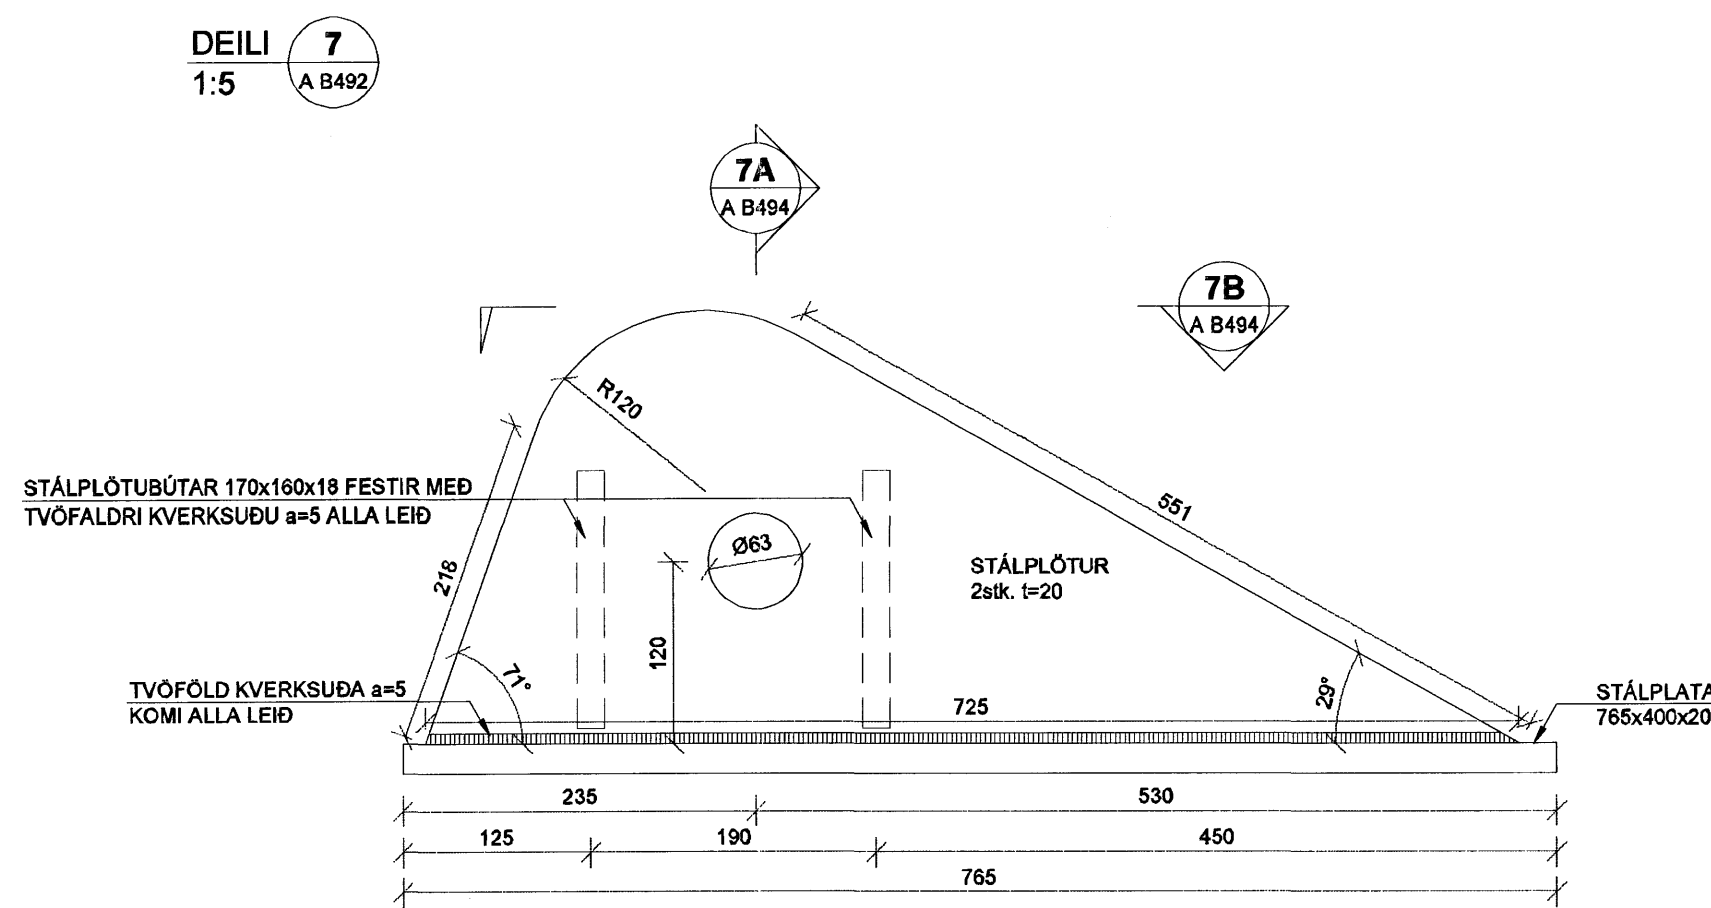 DEILI
1:5
7
A B492
7A
A B494
7B
A B494
R120
STÁLPLÖTUBÚTAR 170x160x18 FESTIR MEÐ
TVÖFALDRI KVERKSUÐU a=5 ALLA LEIÐ
551
218
Ø63
STÁLPLÖTUR
2stk. t=20
120
71°
29°
TVÖFÖLD KVERKSUÐA a=5
KOMI ALLA LEIÐ
725
STÁLPLATA
765x400x20
235
530
125
190
450
765